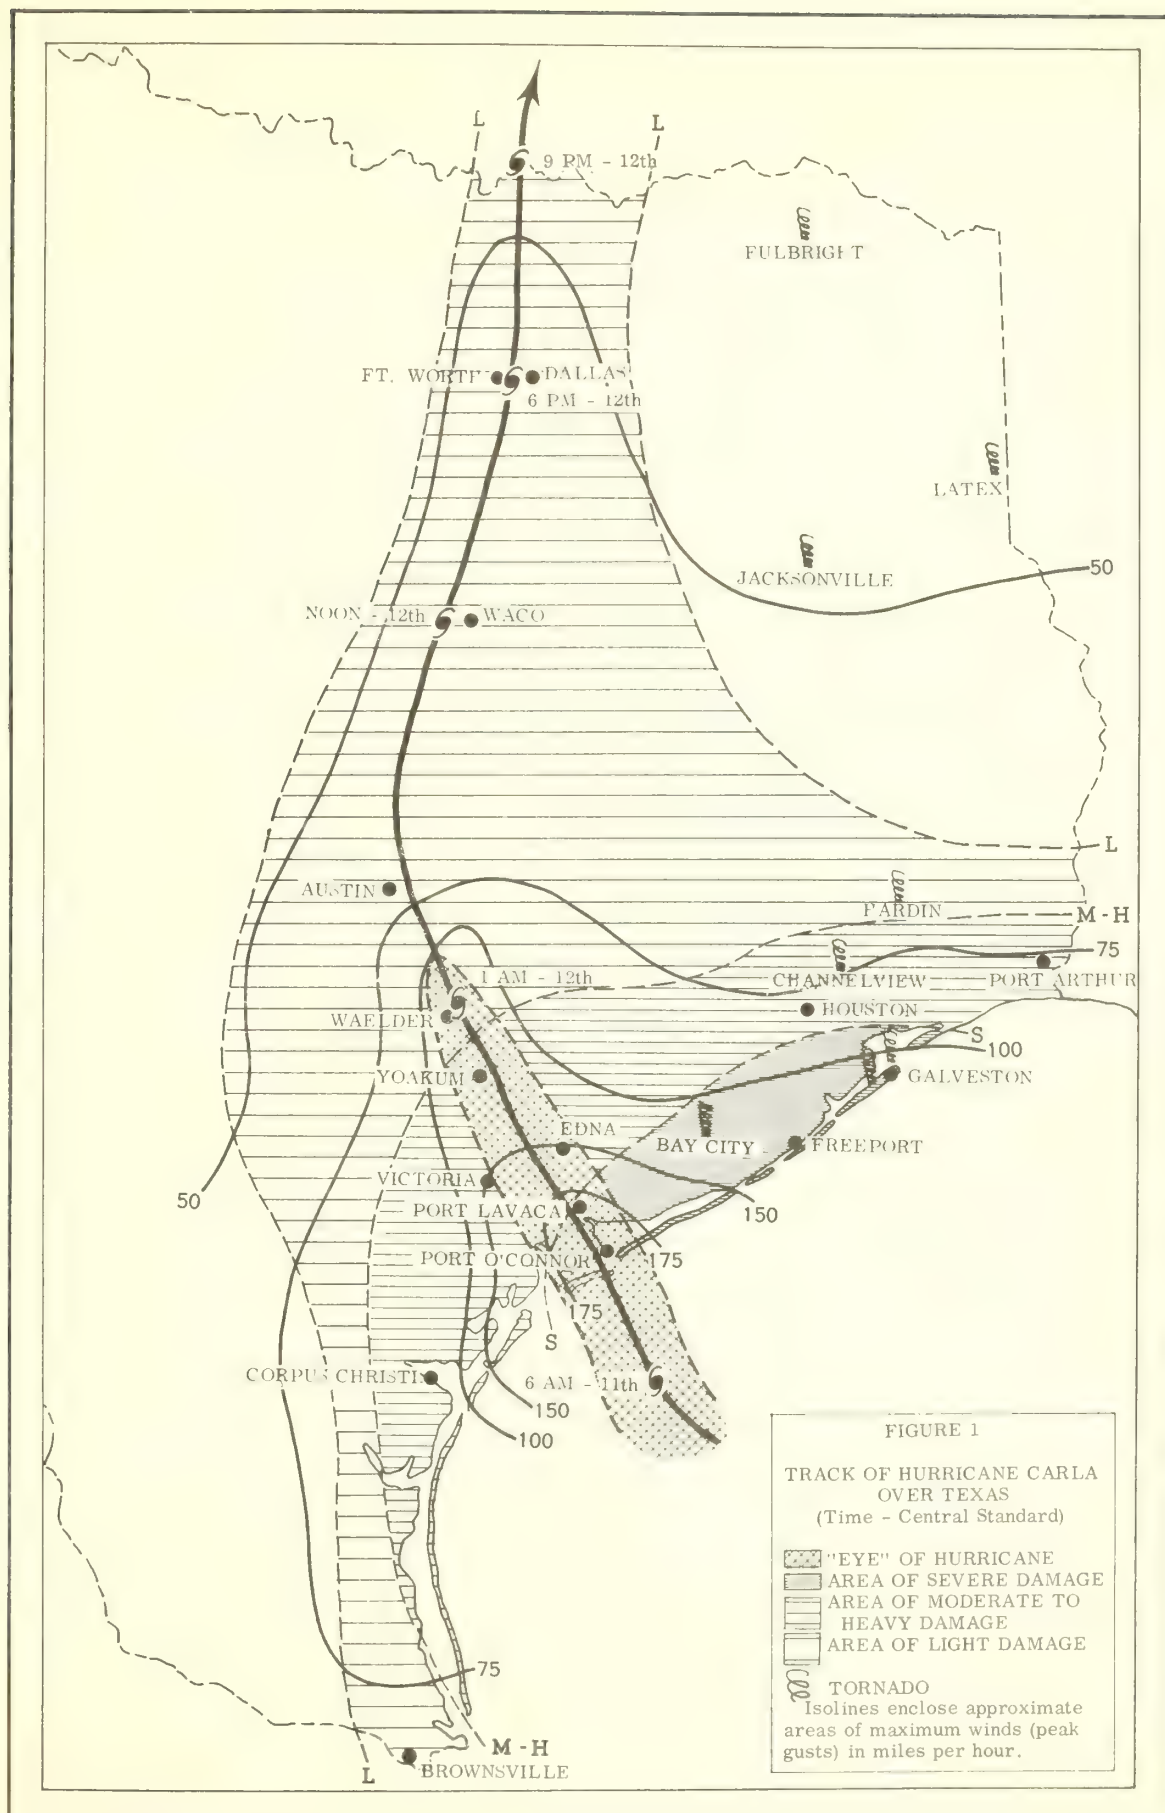 L
L
9 PM - 12th
FULBRIGHT
FT. WORTH
DALLAS
6 PM - 12th
LATEX
JACKSONVILLE
50
NOON - 12th
WACO
L
AUSTIN
HARDIN
M-H
75
1 AM - 12th
CHANNELVIEW
PORT ARTHUR
WAELDER
HOUSTON
S
100
YOAKUM
GALVESTON
EDNA
BAY CITY
FREEPORT
VICTORIA
50
PORT LAVACA
150
PORT O'CONNOR
175
175
S
CORPUS CHRISTI
6 AM - 11th
150
100
FIGURE 1
TRACK OF HURRICANE CARLA
OVER TEXAS
(Time - Central Standard)
"EYE" OF HURRICANE
AREA OF SEVERE DAMAGE
AREA OF MODERATE TO
HEAVY DAMAGE
AREA OF LIGHT DAMAGE
TORNADO
Isolines enclose approximate
areas of maximum winds (peak
gusts) in miles per hour.
75
M-H
L
BROWNSVILLE